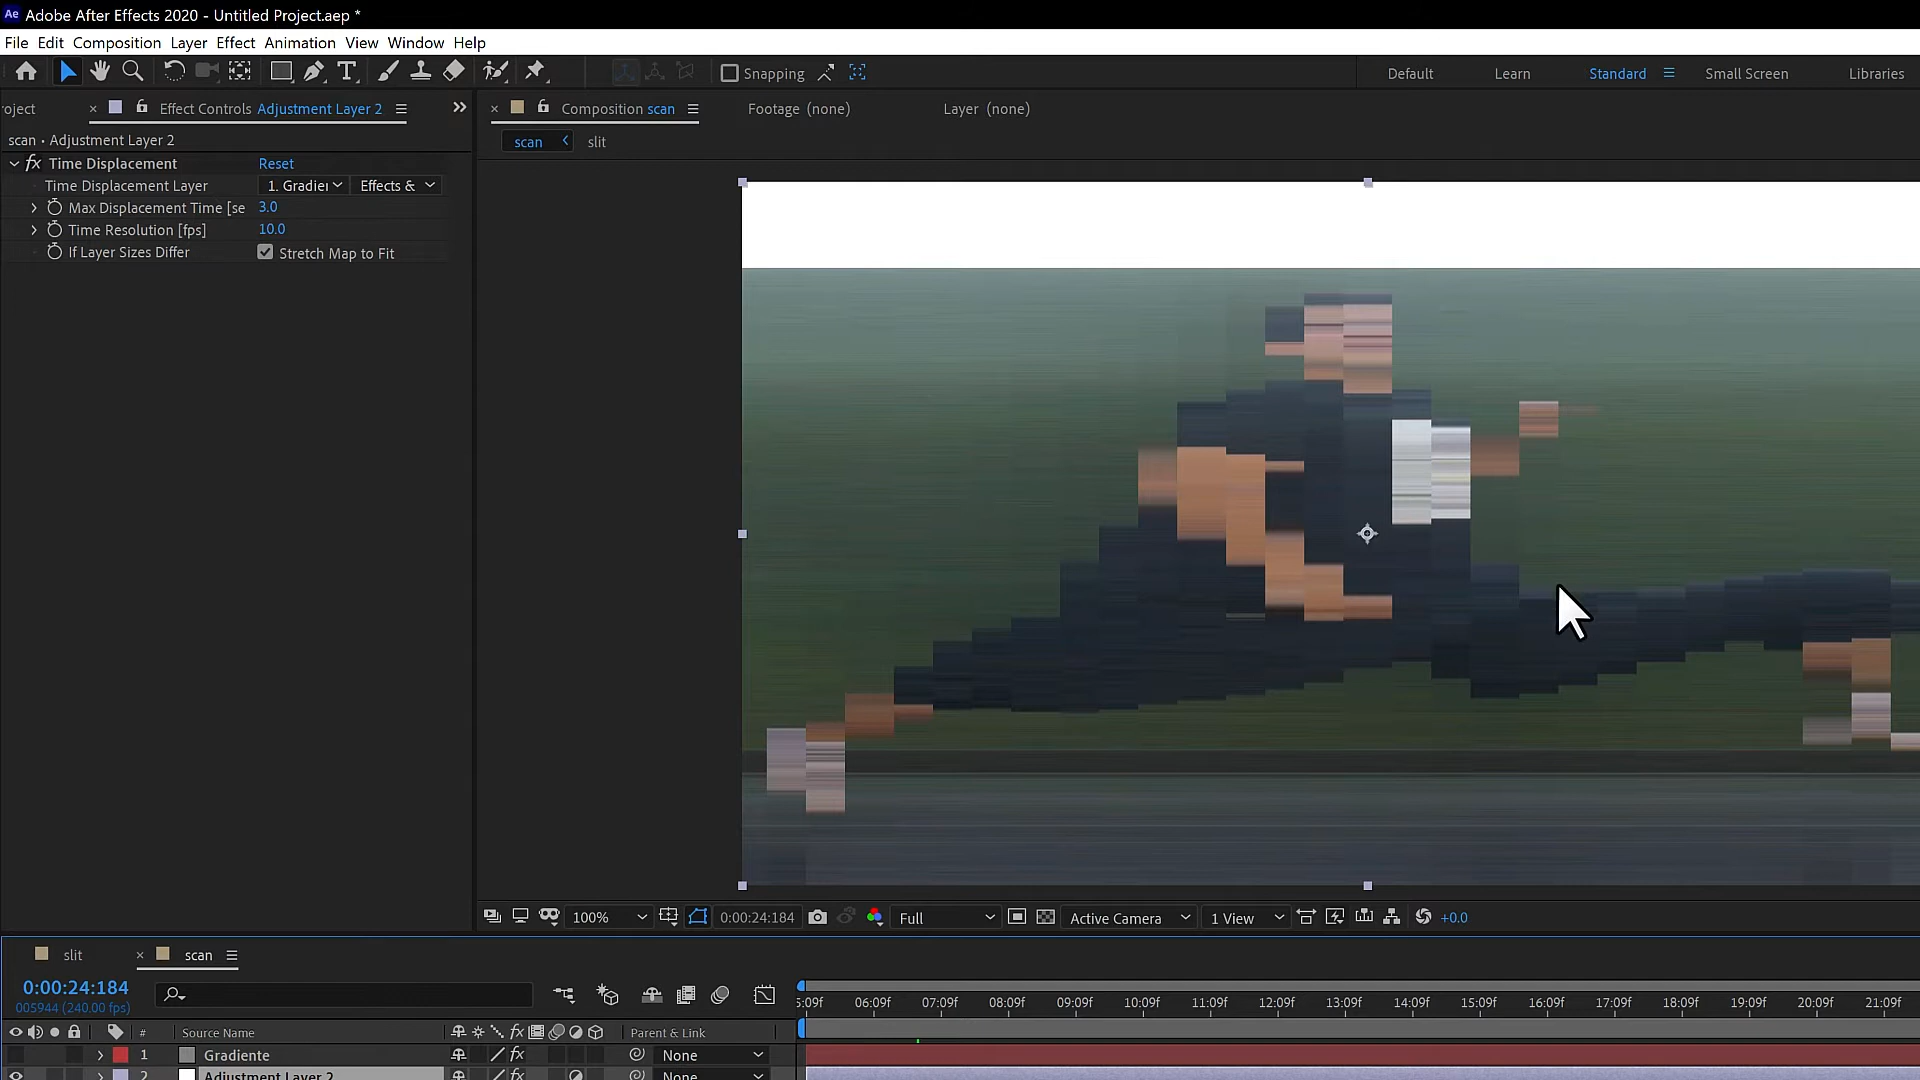 Ae Adobe After Effects 2020 - Untitled Project.aep *
File Edit Composition Layer Effect Animation View Window Help
Snapping Default Learn Standard Small Screen Libraries
roject × Effect Controls Adjustment Layer 2 × Composition scan Footage (none) Layer (none)
scan • Adjustment Layer 2
scan slit
fx Time Displacement Reset
Time Displacement Layer 1. Gradier Effects &
Max Displacement Time [se 3.0
Time Resolution [fps] 10.0
If Layer Sizes Differ Stretch Map to Fit
100% 0:00:24:184 Full Active Camera 1 View +0.0
slit × scan
0:00:24:184
05944 (240.00 fps)
5:09f 06:09f 07:09f 08:09f 09:09f 10:09f 11:09f 12:09f 13:09f 14:09f 15:09f 16:09f 17:09f 18:09f 19:09f 20:09f 21:09f
# Source Name fx Parent & Link
1 Gradiente fx None
2 Adjustment Layer 2 fx None